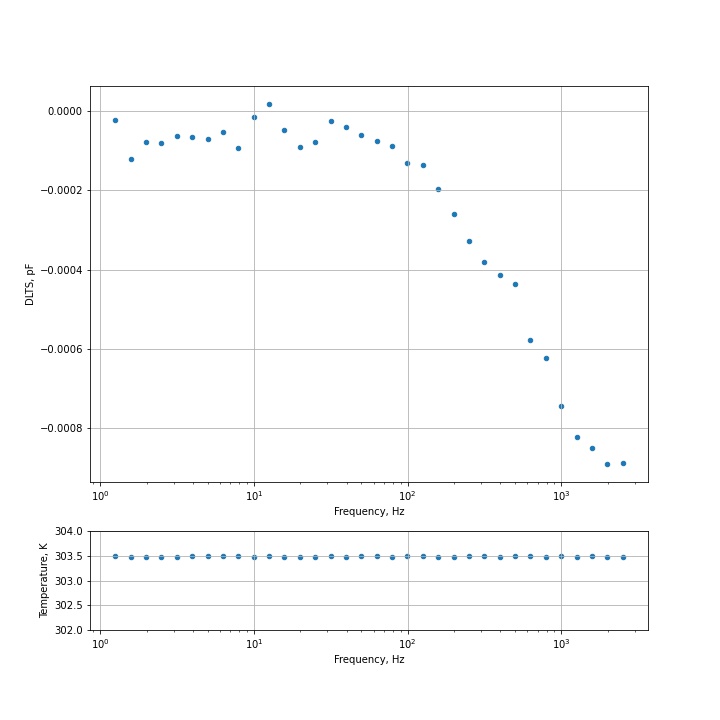 0.0000
−0.0002
−0.0004
−0.0006
−0.0008
DLTS, pF
10⁰ 10¹ 10² 10³
Frequency, Hz
304.0
303.5
303.0
302.5
302.0
Temperature, K
10⁰ 10¹ 10² 10³
Frequency, Hz